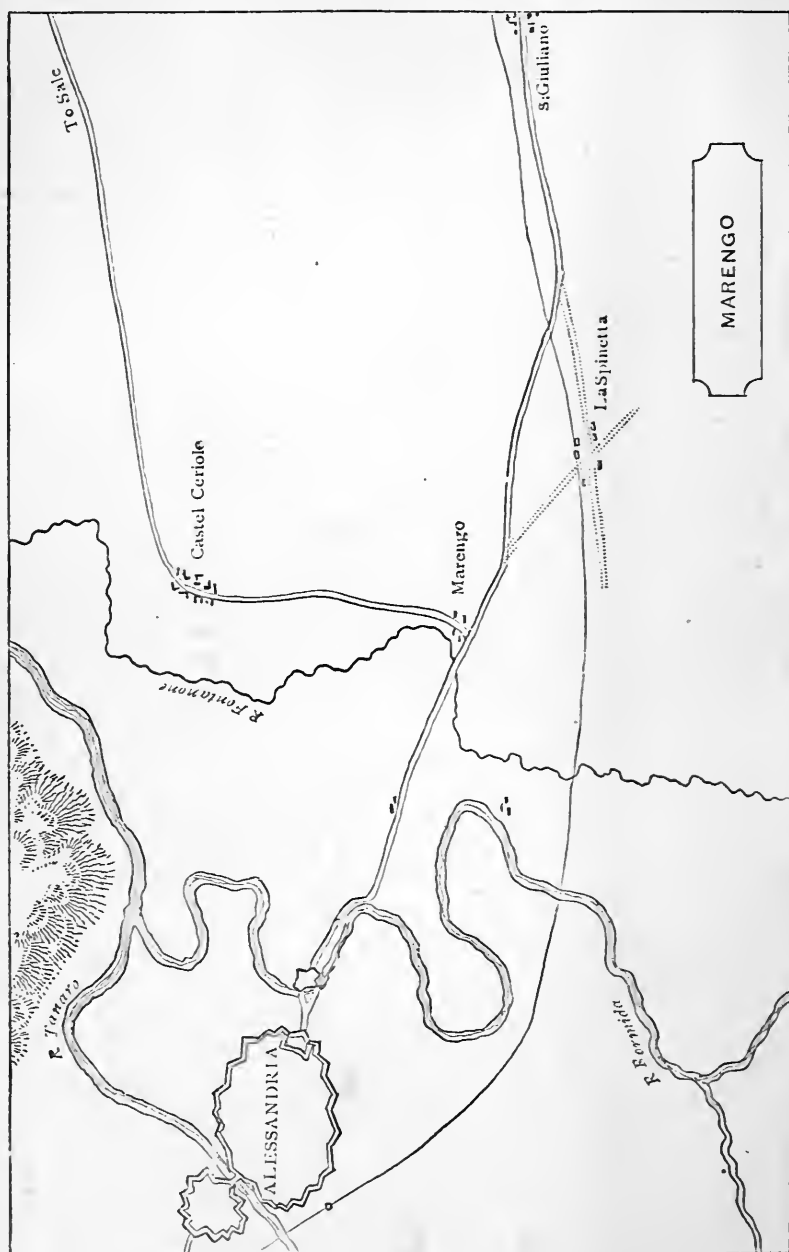 To Sale
S. Giuliano
MARENGO
Castel Ceriole
La Spinetta
Marengo
R Fontanone
R Tanaro
ALESSANDRIA
R Bormida